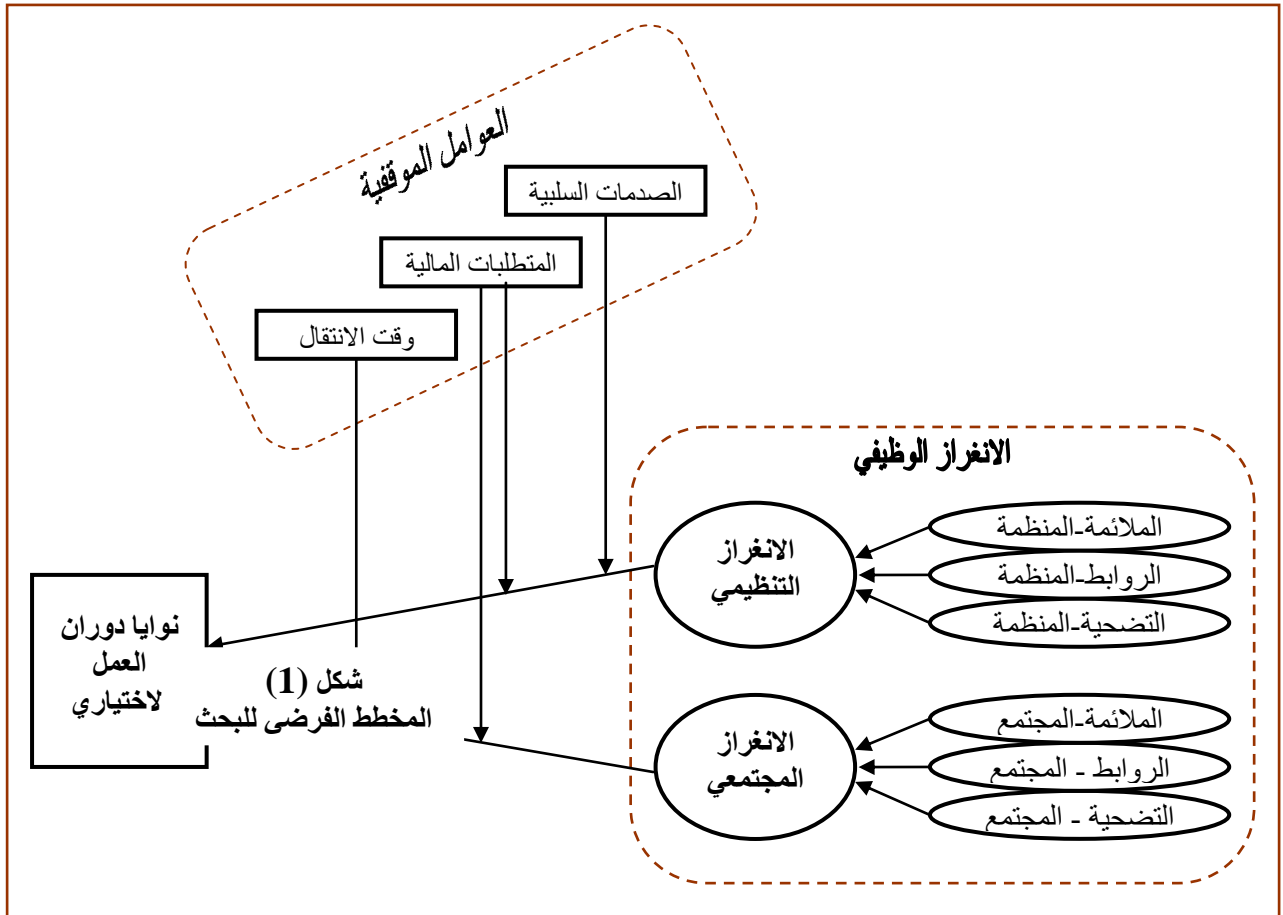 العوامل الموقفية
الصدمات السلبية
المتطلبات المالية
وقت الانتقال
الانغراز الوظيفي
الملائمة-المنظمة
الروابط-المنظمة
التضحية-المنظمة
الانغراز
التنظيمي
نوايا دوران
العمل
لاختياري
شكل (1)
المخطط الفرضي للبحث
الملائمة-المجتمع
الروابط - المجتمع
التضحية - المجتمع
الانغراز
المجتمعي